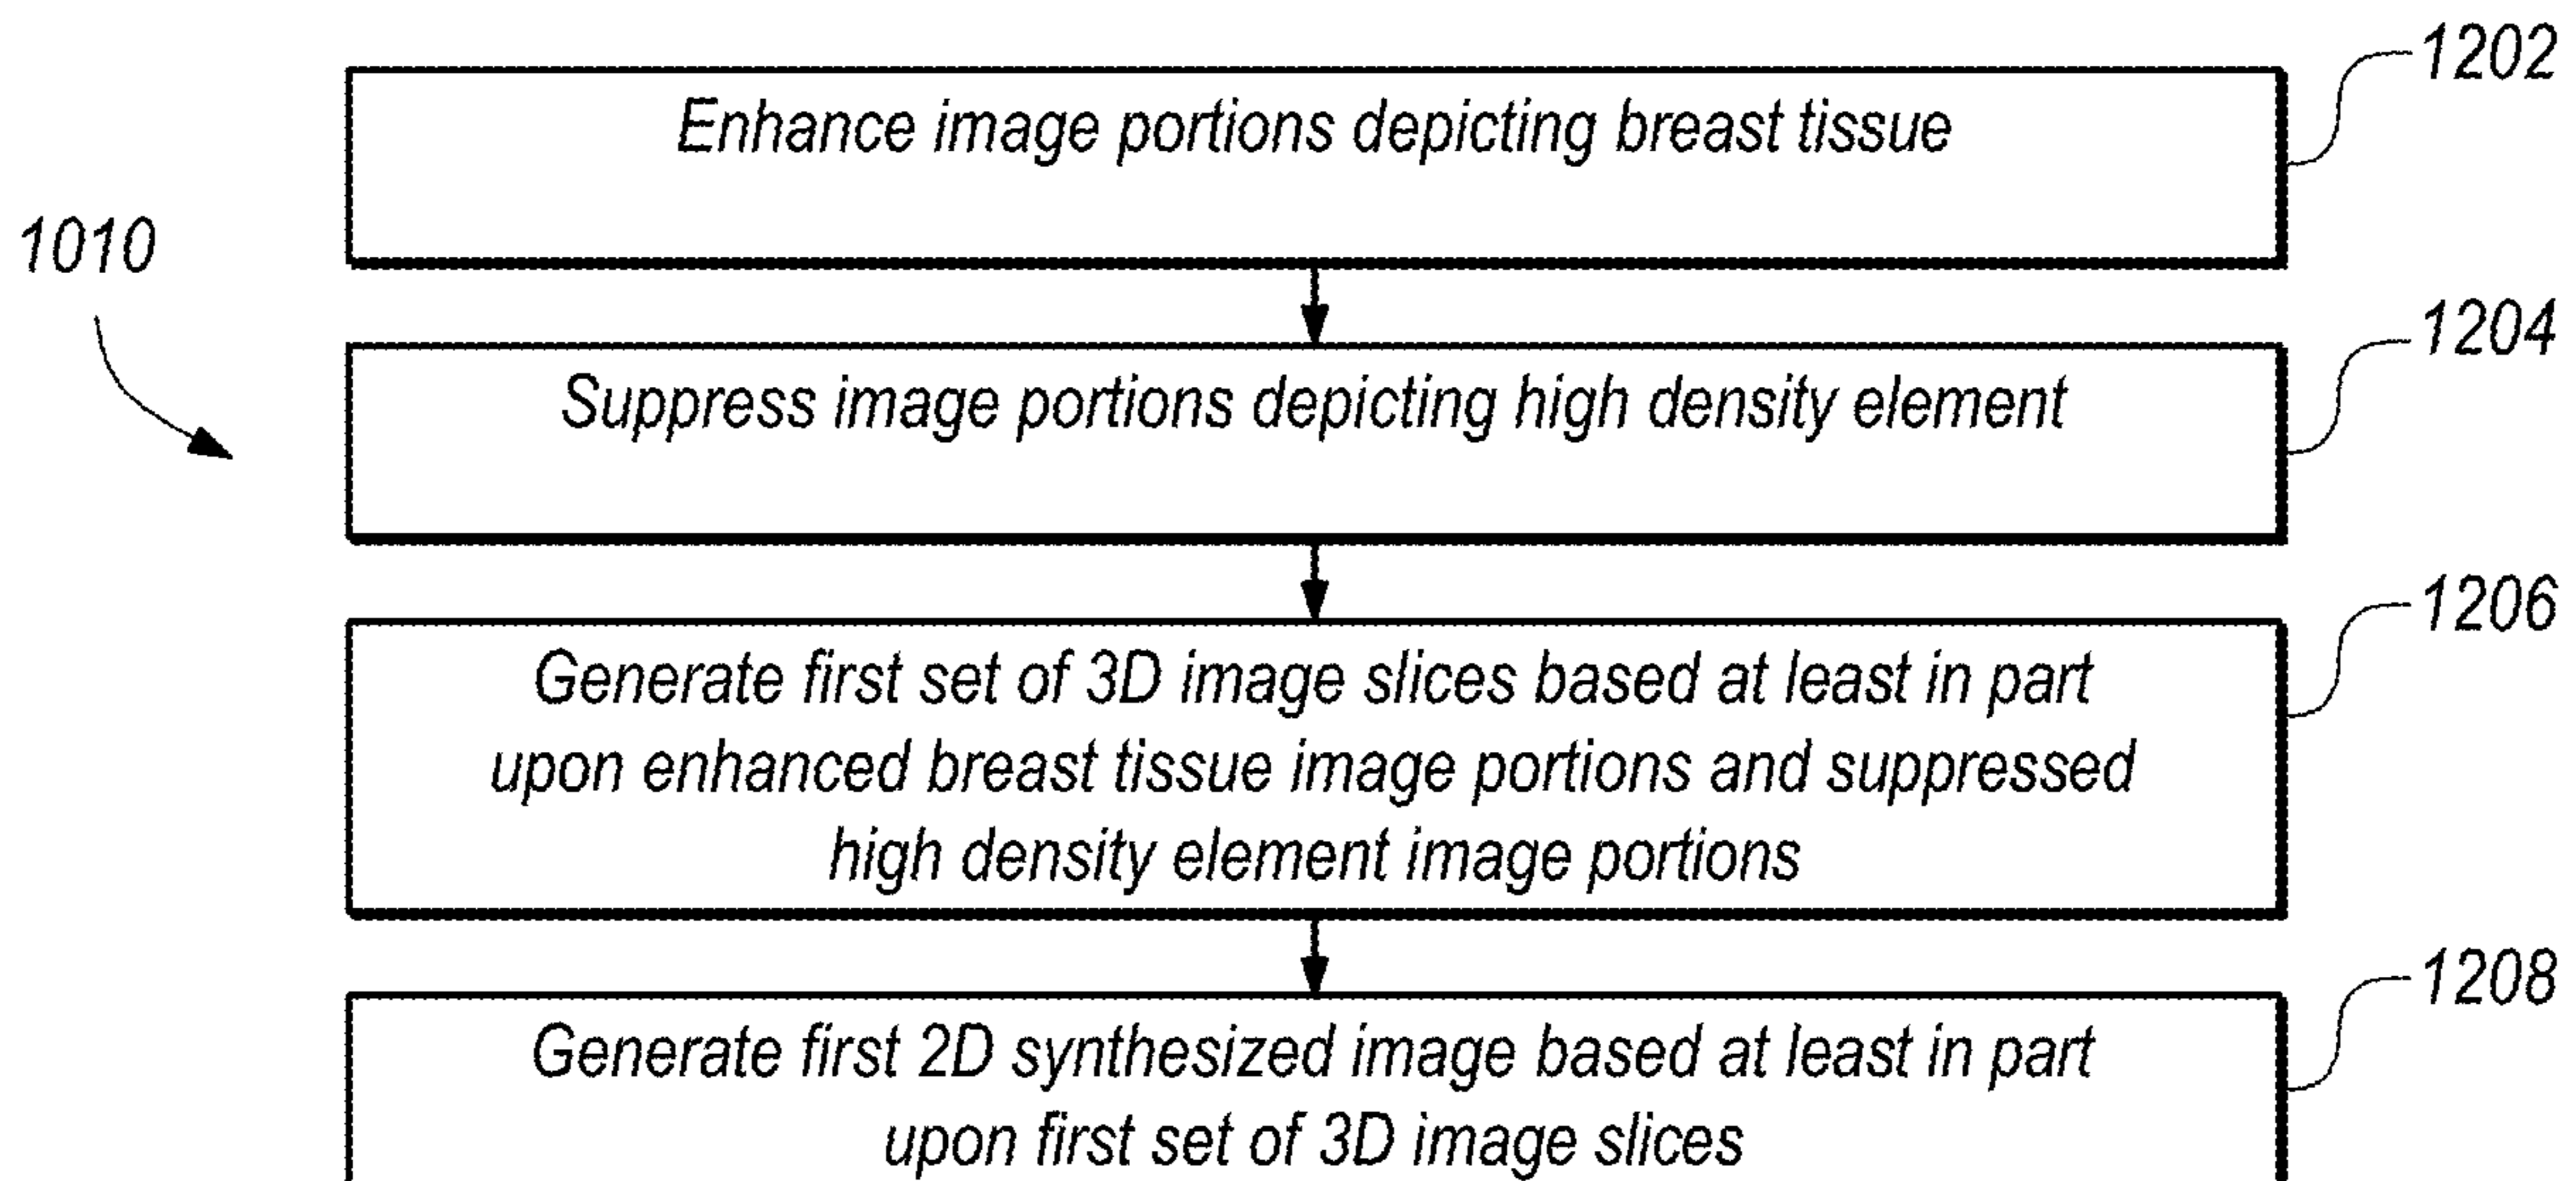 1202
Enhance image portions depicting breast tissue
1010
1204
Suppress image portions depicting high density element
1206
Generate first set of 3D image slices based at least in part
upon enhanced breast tissue image portions and suppressed
high density element image portions
1208
Generate first 2D synthesized image based at least in part
upon first set of 3D image slices